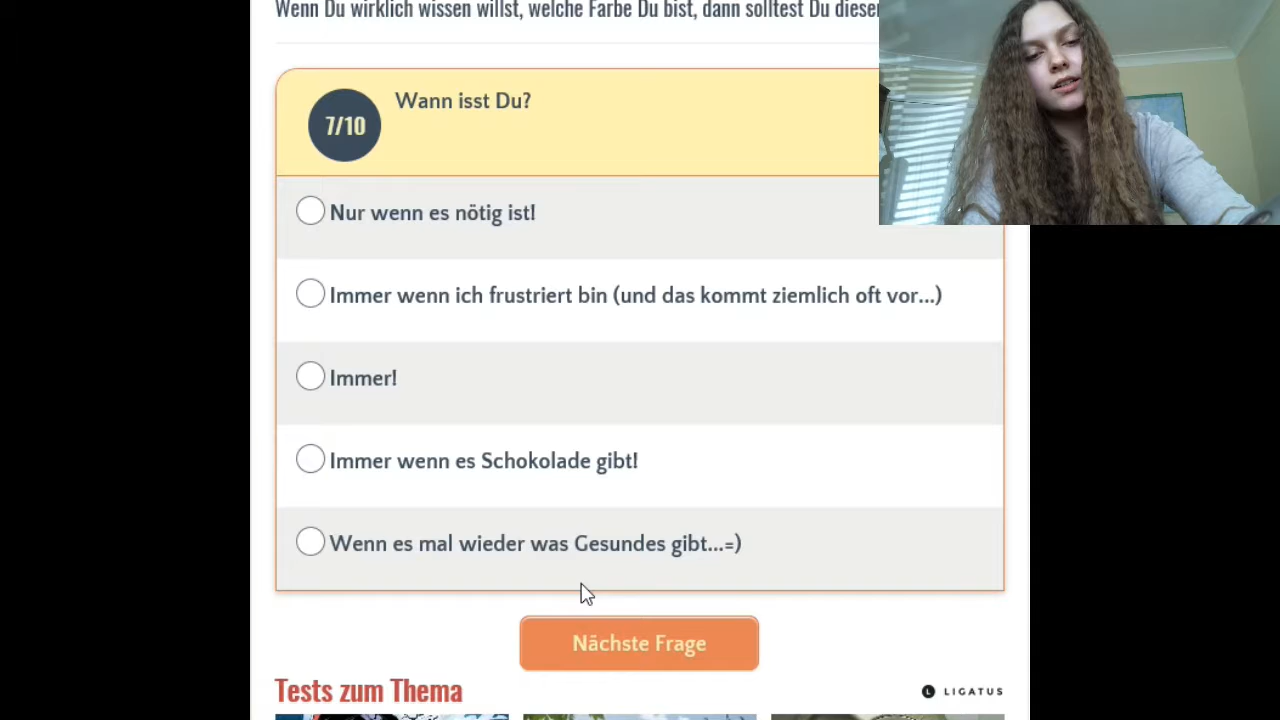 Wenn Du wirklich wissen willst, welche Farbe Du bist, dann solltest Du
7/10
Wann isst Du?
Nur wenn es nötig ist!
Immer wenn ich frustriert bin (und das kommt ziemlich oft vor...)
Immer!
Immer wenn es Schokolade gibt!
Wenn es mal wieder was Gesundes gibt...=)
Nächste Frage
Tests zum Thema
L LIGATUS